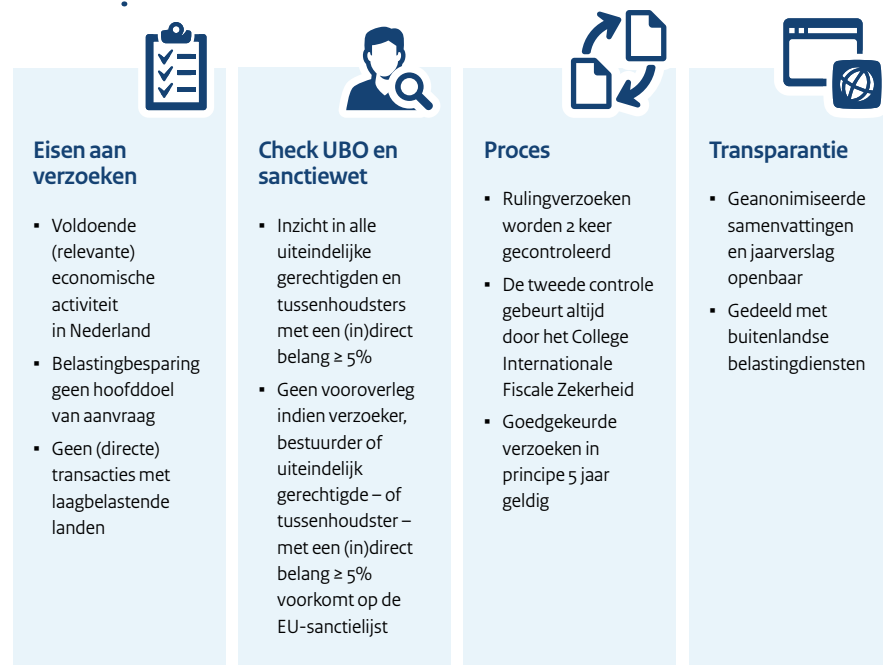 Eisen aan
verzoeken
▪ Voldoende
(relevante)
economische
activiteit
in Nederland
▪ Belastingbesparing
geen hoofddoel
van aanvraag
▪ Geen (directe)
transacties met
laagbelastende
landen
Check UBO en
sanctiewet
▪ Inzicht in alle
uiteindelijke
gerechtigden en
tussenhoudsters
met een (in)direct
belang ≥ 5%
▪ Geen vooroverleg
indien verzoeker,
bestuurder of
uiteindelijk
gerechtigde – of
tussenhoudster –
met een (in)direct
belang ≥ 5%
voorkomt op de
EU-sanctielijst
Proces
▪ Rulingverzoeken
worden 2 keer
gecontroleerd
▪ De tweede controle
gebeurt altijd
door het College
Internationale
Fiscale Zekerheid
▪ Goedgekeurde
verzoeken in
principe 5 jaar
geldig
Transparantie
▪ Geanonimiseerde
samenvattingen
en jaarverslag
openbaar
▪ Gedeeld met
buitenlandse
belastingdiensten